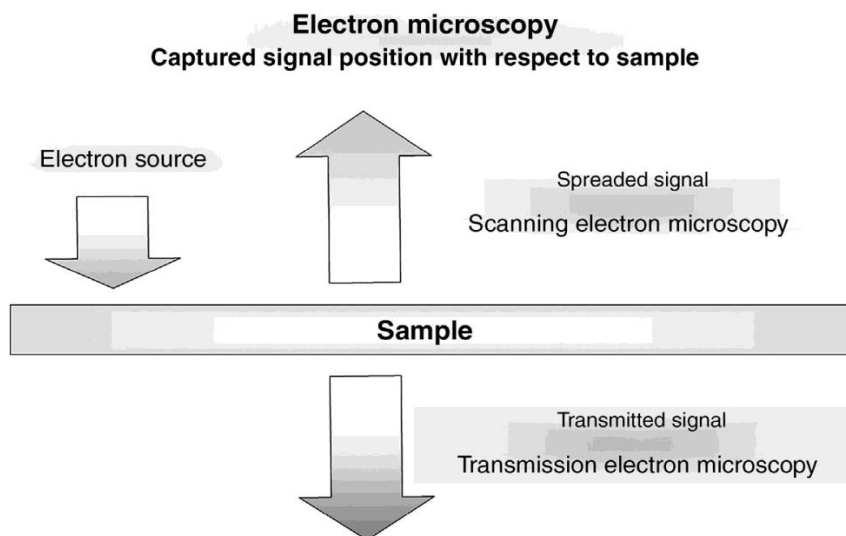 Electron microscopy
Captured signal position with respect to sample
Electron source
Spreaded signal
Scanning electron microscopy
Sample
Transmitted signal
Transmission electron microscopy